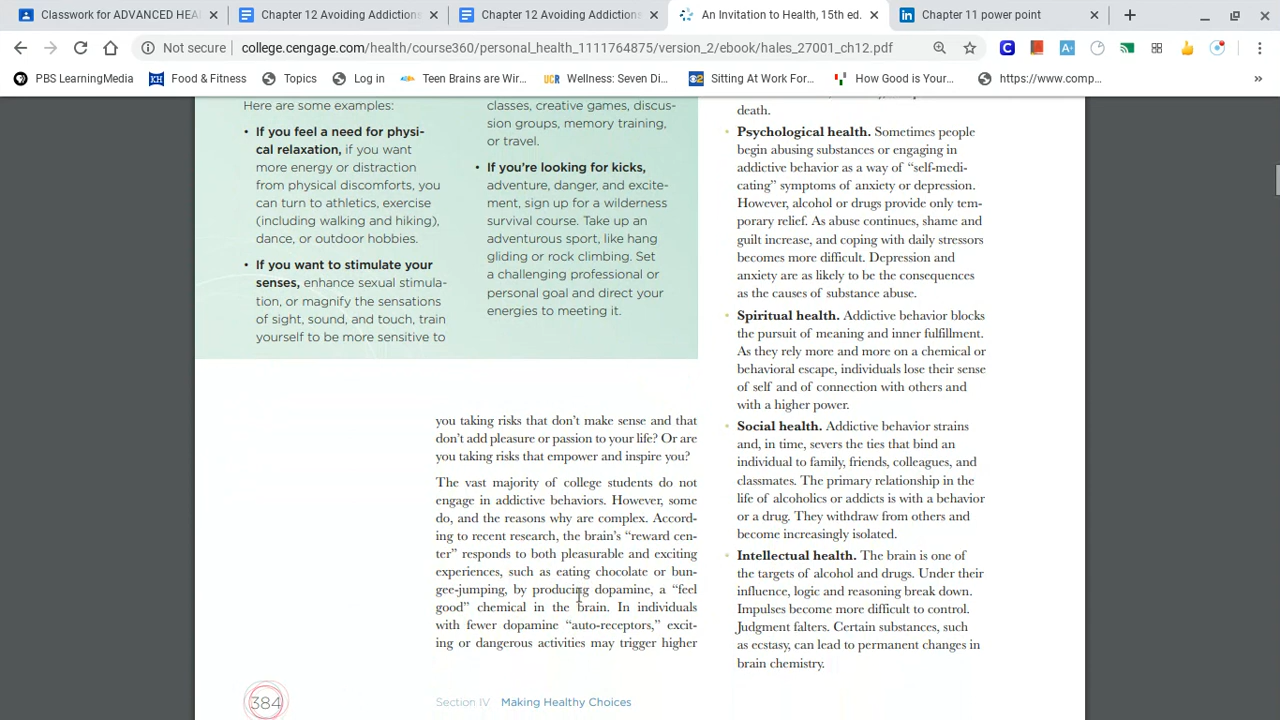 Classwork for ADVANCED HEA
Chapter 12 Avoiding Addictions
Chapter 12 Avoiding Addictions
An Invitation to Health, 15th ed.
Chapter 11 power point
Not secure
college.cengage.com/health/course360/personal_health_1111764875/version_2/ebook/hales_27001_ch12.pdf
PBS LearningMedia
Food & Fitness
Topics
Log in
Teen Brains are Wir...
Wellness: Seven Di...
Sitting At Work For...
How Good is Your...
https://www.comp...
»
Here are some examples:
• If you feel a need for physi-
cal relaxation, if you want
more energy or distraction
from physical discomforts, you
can turn to athletics, exercise
(including walking and hiking),
dance, or outdoor hobbies.
• If you want to stimulate your
senses, enhance sexual stimula-
tion, or magnify the sensations
of sight, sound, and touch, train
yourself to be more sensitive to
classes, creative games, discus-
sion groups, memory training,
or travel.
• If you’re looking for kicks,
adventure, danger, and excite-
ment, sign up for a wilderness
survival course. Take up an
adventurous sport, like hang
gliding or rock climbing. Set
a challenging professional or
personal goal and direct your
energies to meeting it.
you taking risks that don’t make sense and that
don’t add pleasure or passion to your life? Or are
you taking risks that empower and inspire you?
The vast majority of college students do not
engage in addictive behaviors. However, some
do, and the reasons why are complex. Accord-
ing to recent research, the brain’s “reward cen-
ter” responds to both pleasurable and exciting
experiences, such as eating chocolate or bun-
gee-jumping, by producing dopamine, a “feel
good” chemical in the brain. In individuals
with fewer dopamine “auto-receptors,” excit-
ing or dangerous activities may trigger higher
death.
• Psychological health. Sometimes people
begin abusing substances or engaging in
addictive behavior as a way of “self-medi-
cating” symptoms of anxiety or depression.
However, alcohol or drugs provide only tem-
porary relief. As abuse continues, shame and
guilt increase, and coping with daily stressors
becomes more difficult. Depression and
anxiety are as likely to be the consequences
as the causes of substance abuse.
• Spiritual health. Addictive behavior blocks
the pursuit of meaning and inner fulfillment.
As they rely more and more on a chemical or
behavioral escape, individuals lose their sense
of self and of connection with others and
with a higher power.
• Social health. Addictive behavior strains
and, in time, severs the ties that bind an
individual to family, friends, colleagues, and
classmates. The primary relationship in the
life of alcoholics or addicts is with a behavior
or a drug. They withdraw from others and
become increasingly isolated.
• Intellectual health. The brain is one of
the targets of alcohol and drugs. Under their
influence, logic and reasoning break down.
Impulses become more difficult to control.
Judgment falters. Certain substances, such
as ecstasy, can lead to permanent changes in
brain chemistry.
384
Section IV Making Healthy Choices